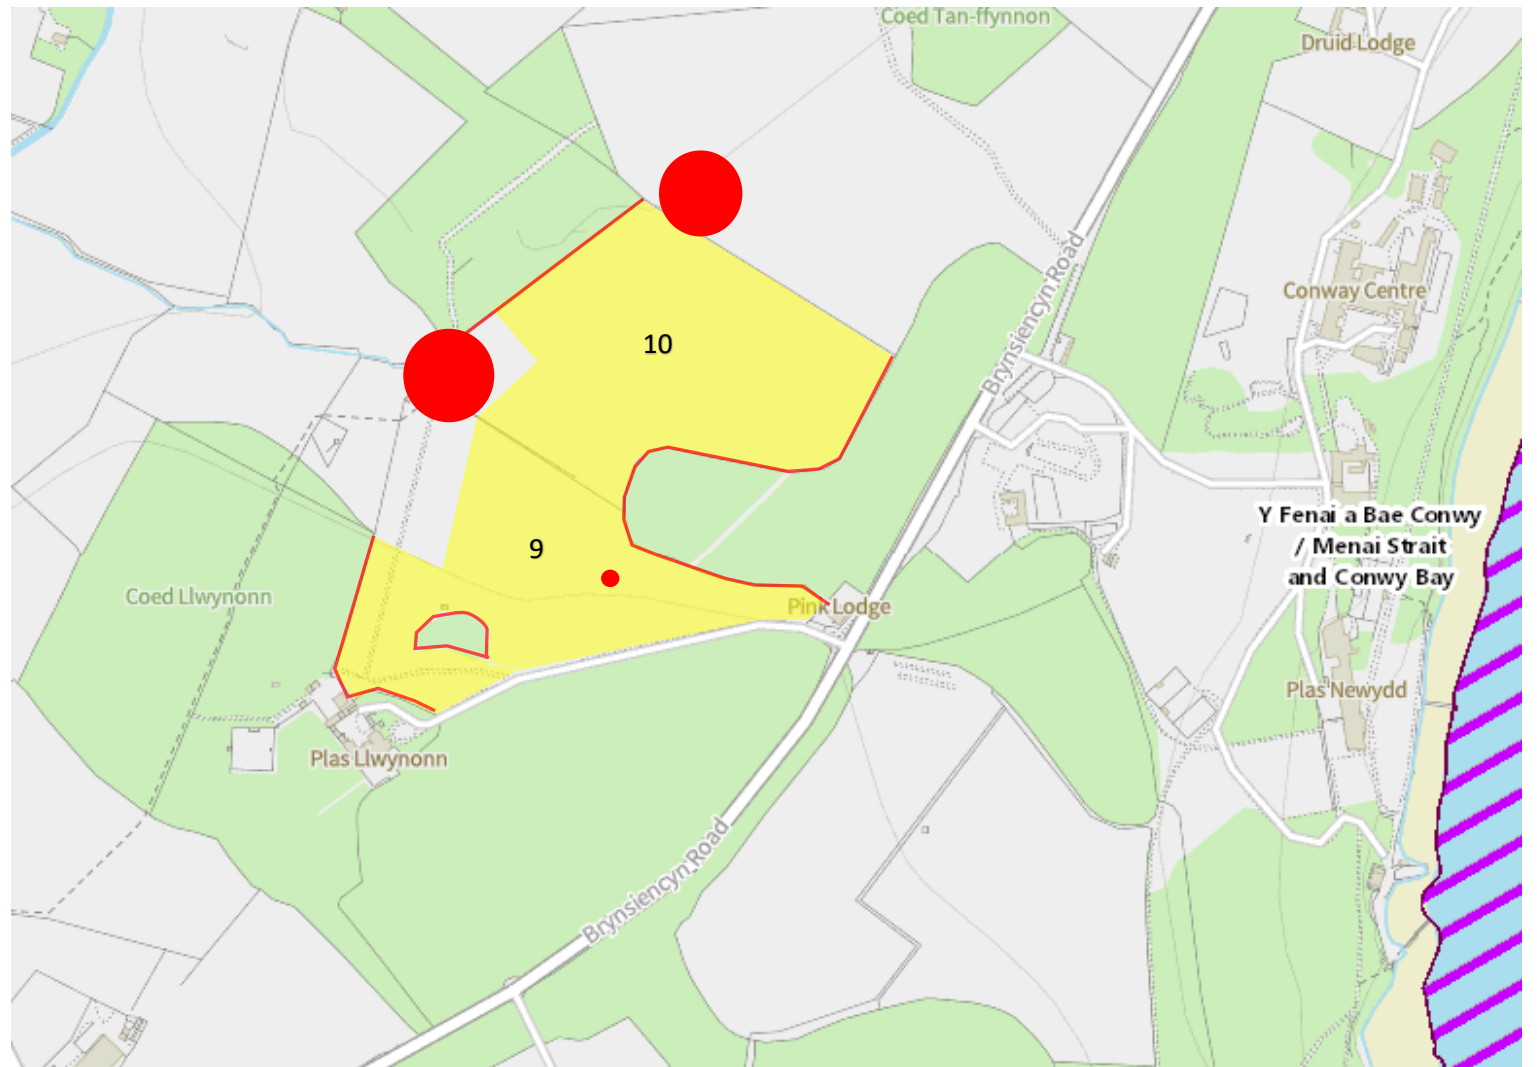 Coed Tan-ffynnon
Druid Lodge
Brynsiencyn Road
Conway Centre
10
Y Fenai a Bae Conwy
/ Menai Strait
and Conwy Bay
9
Coed Llwynonn
Pink Lodge
Plas Newydd
Plas Llwynonn
Brynsiencyn Road